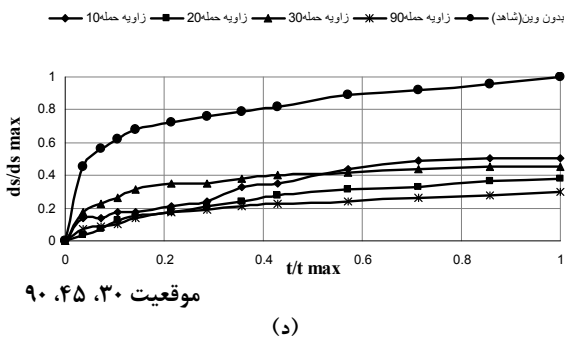 بدون وین(شاهد) زاویه حمله90 زاویه حمله30 زاویه حمله20 زاویه حمله10
1
0.8
0.6
0.4
0.2
0
ds/ds max
0 0.2 0.4 0.6 0.8 1
t/t max
موقعیت ۳۰، ۴۵، ۹۰
(د)